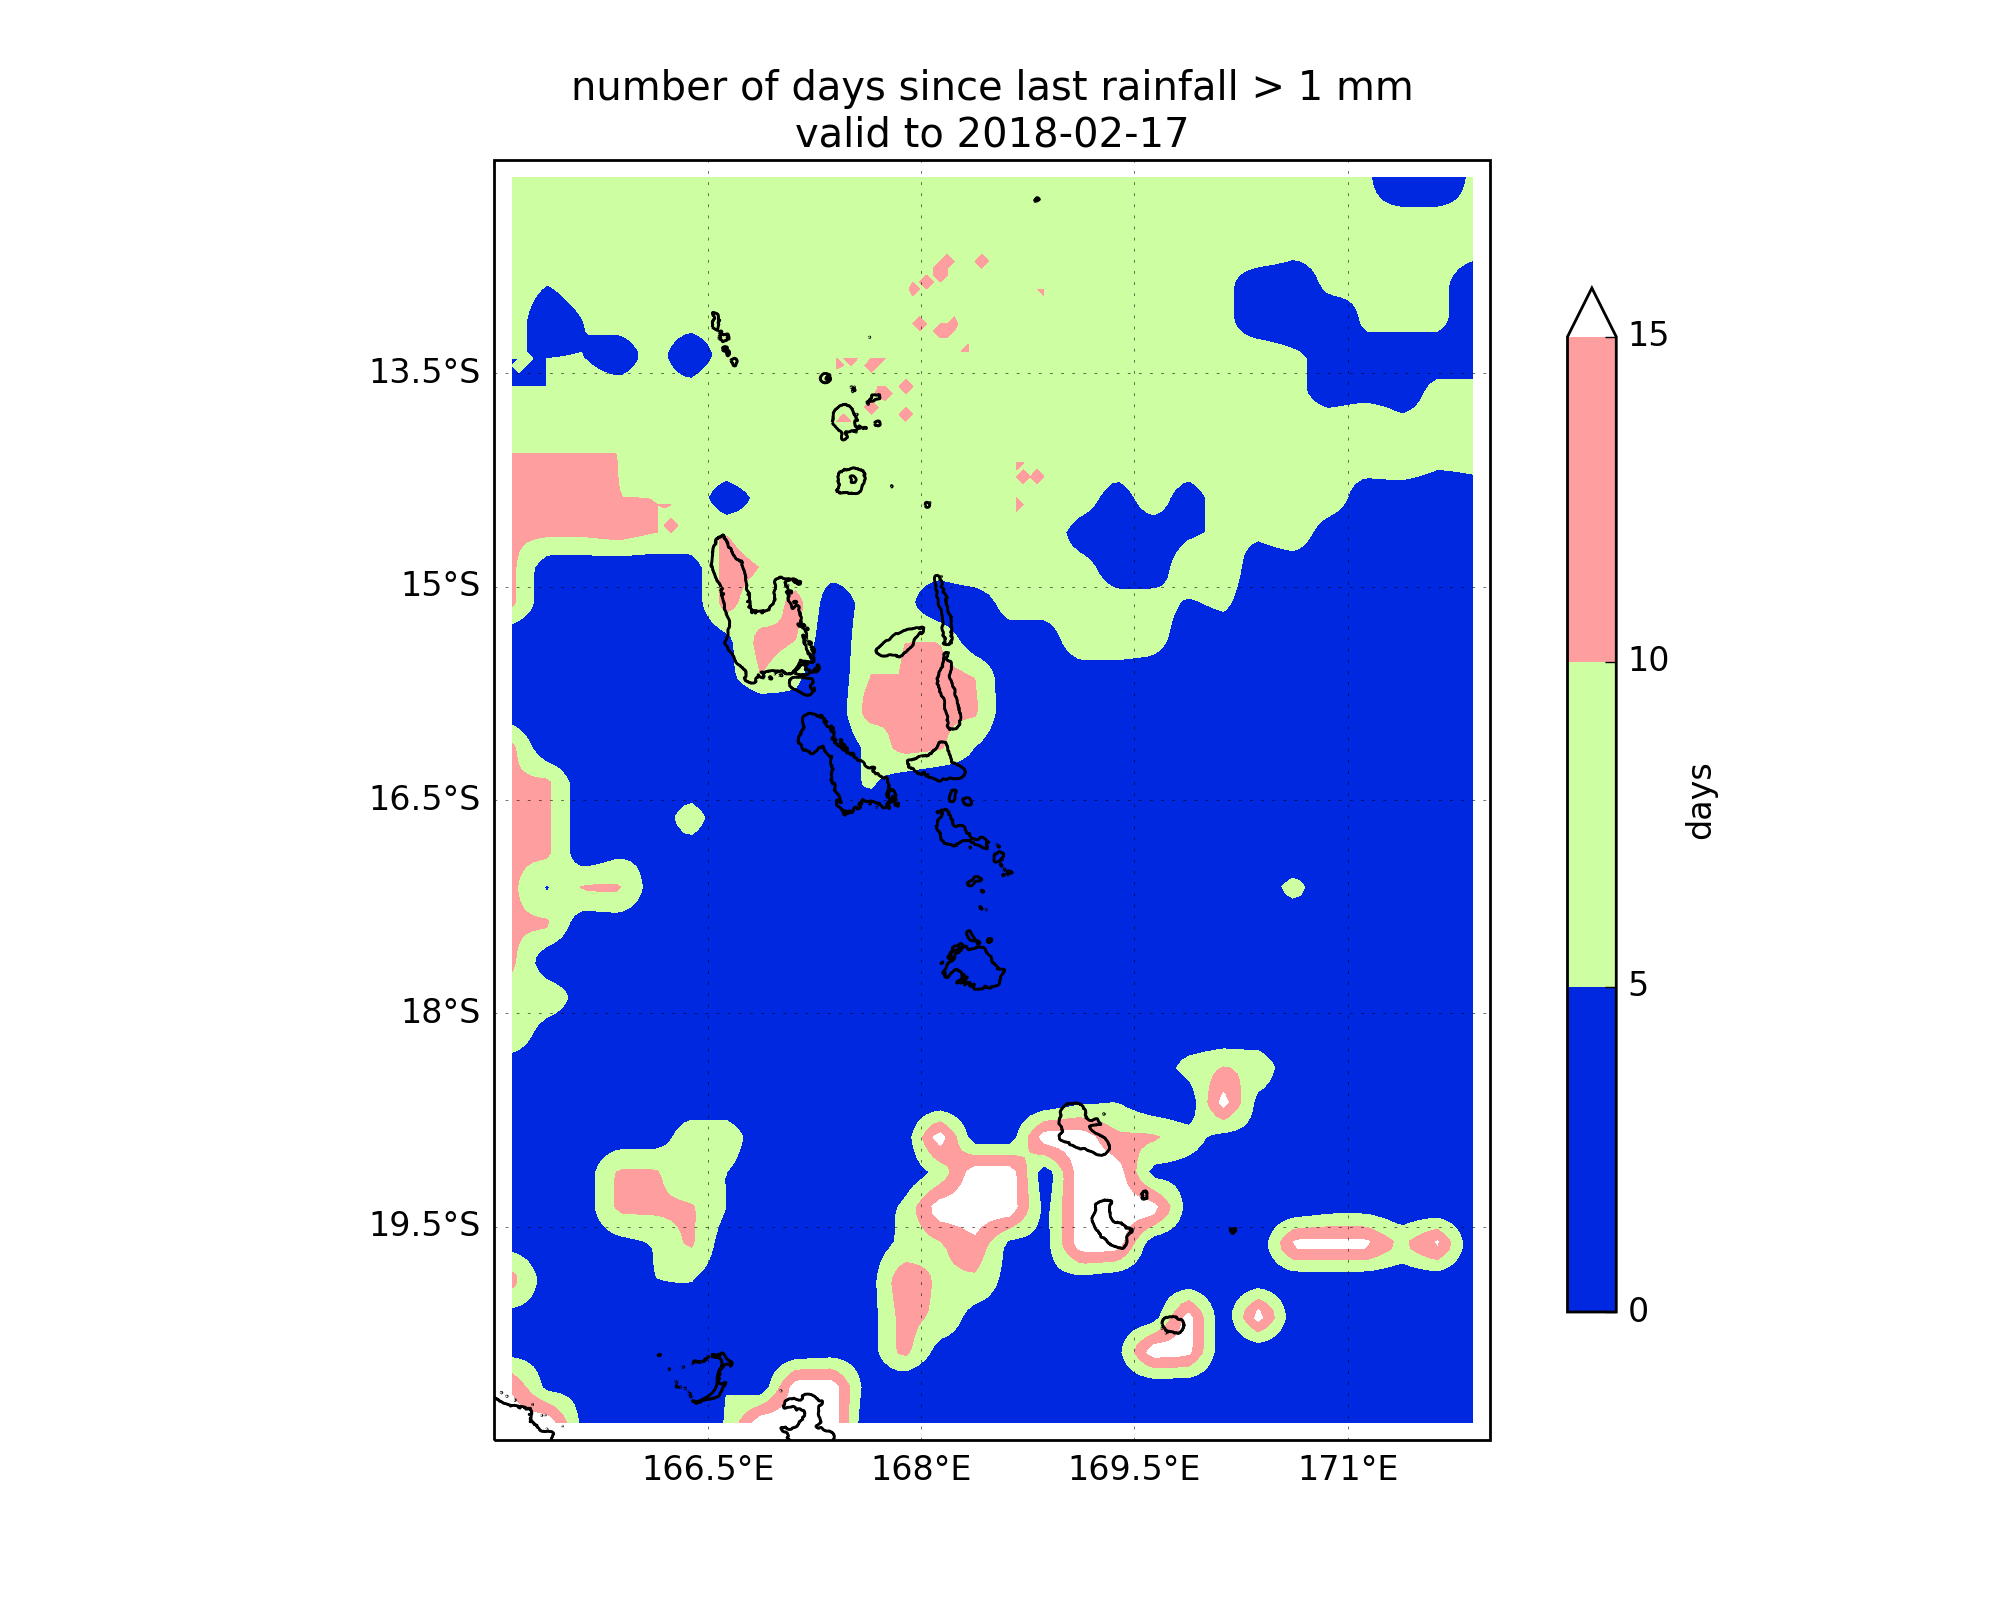 number of days since last rainfall > 1 mm
valid to 2018-02-17
13.5°S
15°S
16.5°S
18°S
19.5°S
166.5°E
168°E
169.5°E
171°E
15
10
5
0
days